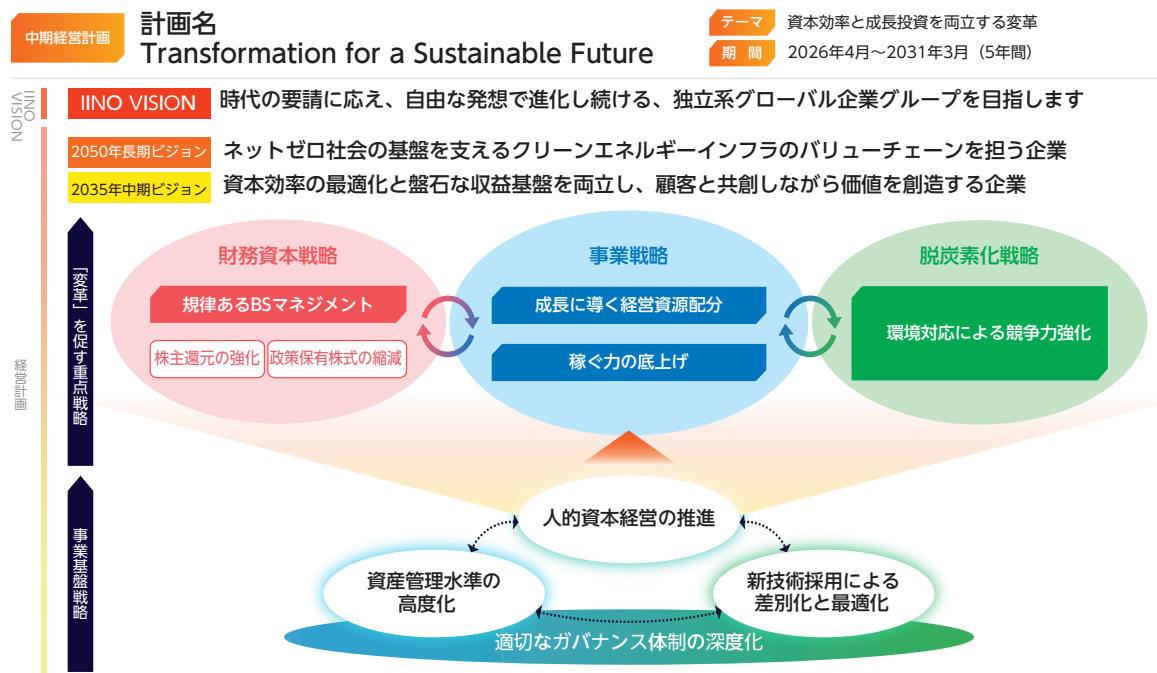 中期経営計画
計画名
Transformation for a Sustainable Future
テーマ 資本効率と成長投資を両立する変革
期 間 2026年4月～2031年3月（5年間）
IINO
VISION
IINO VISION 時代の要請に応え、自由な発想で進化し続ける、独立系グローバル企業グループを目指します
2050年長期ビジョン ネットゼロ社会の基盤を支えるクリーンエネルギーインフラのバリューチェーンを担う企業
2035年中期ビジョン 資本効率の最適化と盤石な収益基盤を両立し、顧客と共創しながら価値を創造する企業
経営計画
「変革」を促す重点戦略
財務資本戦略
規律あるBSマネジメント
株主還元の強化
政策保有株式の縮減
事業戦略
成長に導く経営資源配分
稼ぐ力の底上げ
脱炭素化戦略
環境対応による競争力強化
事業基盤戦略
人的資本経営の推進
資産管理水準の
高度化
新技術採用による
差別化と最適化
適切なガバナンス体制の深度化